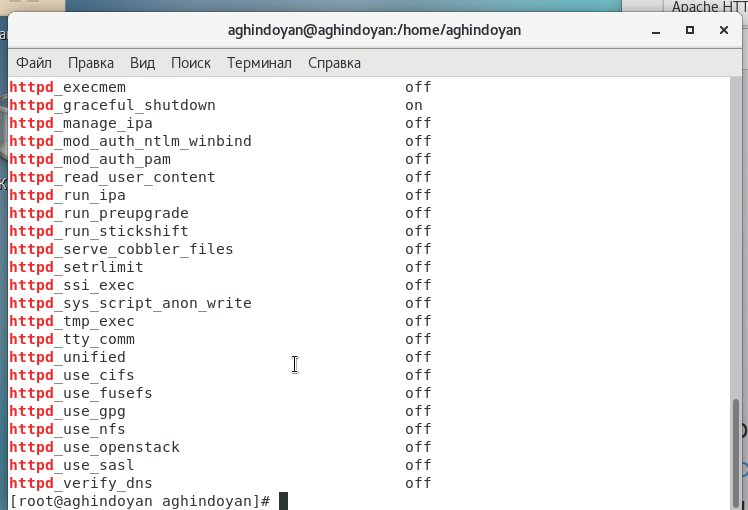 Apache HTT
aghindoyan@aghindoyan:/home/aghindoyan
Файл Правка Вид Поиск Терминал Справка
httpd_execmem off
httpd_graceful_shutdown on
httpd_manage_ipa off
httpd_mod_auth_ntlm_winbind off
httpd_mod_auth_pam off
httpd_read_user_content off
httpd_run_ipa off
httpd_run_preupgrade off
httpd_run_stickshift off
httpd_serve_cobbler_files off
httpd_setrlimit off
httpd_ssi_exec off
httpd_sys_script_anon_write off
httpd_tmp_exec off
httpd_tty_comm off
httpd_unified off
httpd_use_cifs off
httpd_use_fusefs off
httpd_use_gpg off
httpd_use_nfs off
httpd_use_openstack off
httpd_use_sasl off
httpd_verify_dns off
[root@aghindoyan aghindoyan]#